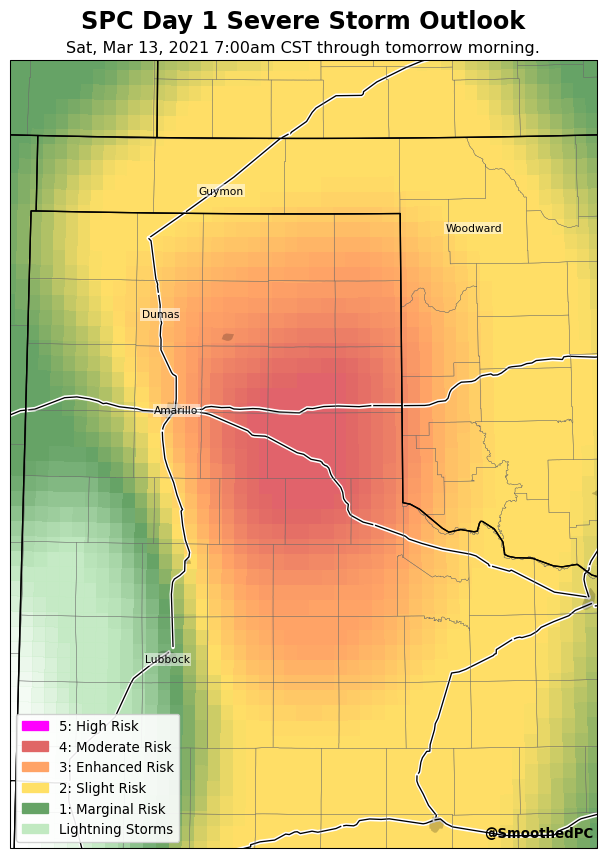 SPC Day 1 Severe Storm Outlook
Sat, Mar 13, 2021 7:00am CST through tomorrow morning.
Guymon
Woodward
Dumas
Amarillo
Lubbock
5: High Risk
4: Moderate Risk
3: Enhanced Risk
2: Slight Risk
1: Marginal Risk
Lightning Storms
@SmoothedPC